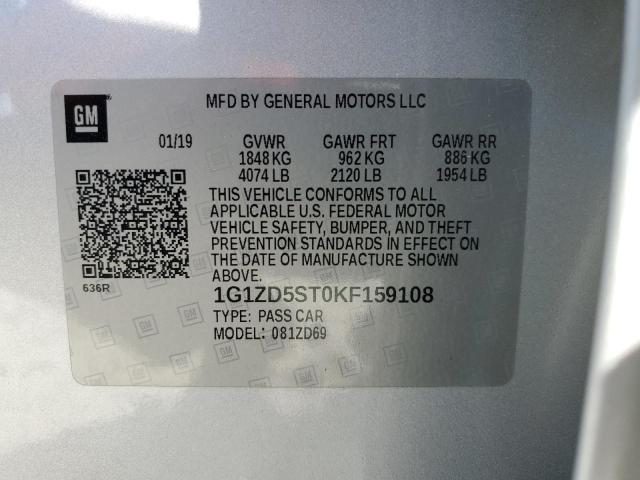 GM
MFD BY GENERAL MOTORS LLC
01/19 GVWR GAWR FRT GAWR RR
1848 KG 962 KG 886 KG
4074 LB 2120 LB 1954 LB
THIS VEHICLE CONFORMS TO ALL
APPLICABLE U.S. FEDERAL MOTOR
VEHICLE SAFETY, BUMPER, AND THEFT
PREVENTION STANDARDS IN EFFECT ON
THE DATE OF MANUFACTURE SHOWN
ABOVE.
636R
1G1ZD5ST0KF159108
TYPE: PASS CAR
MODEL: 081ZD69